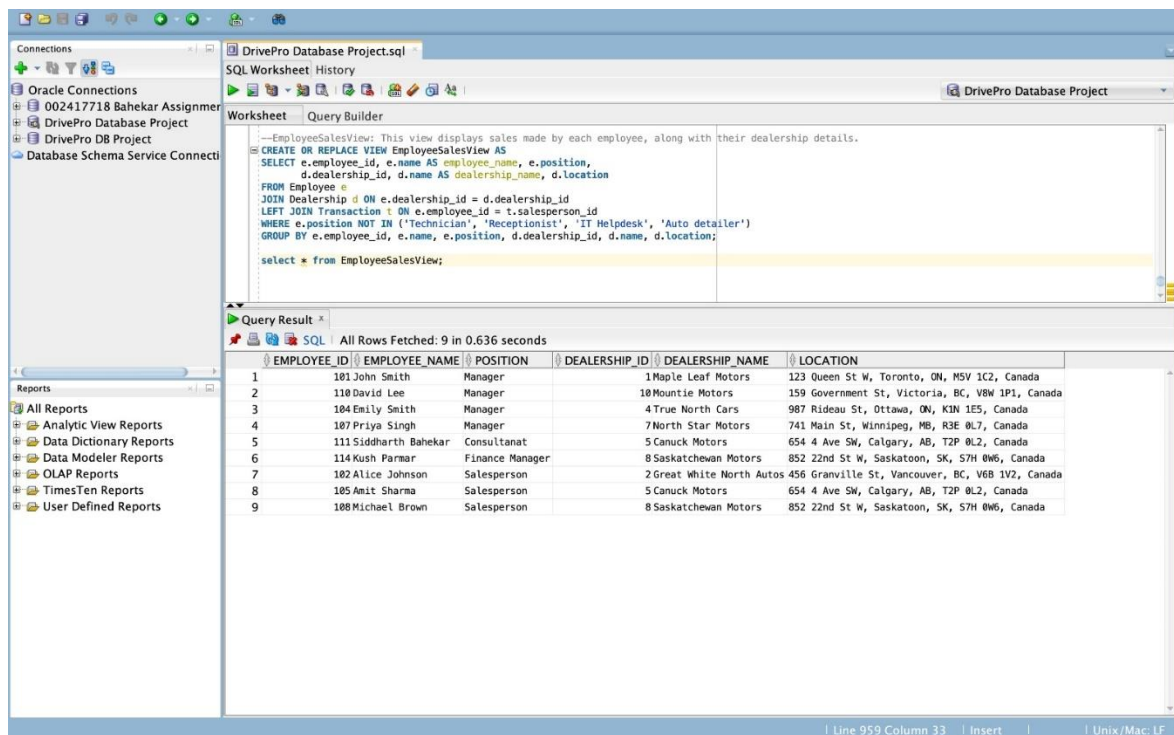 Connections
Oracle Connections
002417718 Bahekar Assignmer
DrivePro Database Project
DrivePro DB Project
Database Schema Service Connecti
Reports
All Reports
Analytic View Reports
Data Dictionary Reports
Data Modeler Reports
OLAP Reports
TimesTen Reports
User Defined Reports
DrivePro Database Project.sql
SQL Worksheet History
DrivePro Database Project
Worksheet Query Builder
--EmployeeSalesView: This view displays sales made by each employee, along with their dealership details.
CREATE OR REPLACE VIEW EmployeeSalesView AS
SELECT e.employee_id, e.name AS employee_name, e.position,
d.dealership_id, d.name AS dealership_name, d.location
FROM Employee e
JOIN Dealership d ON e.dealership_id = d.dealership_id
LEFT JOIN Transaction t ON e.employee_id = t.salesperson_id
WHERE e.position NOT IN ('Technician', 'Receptionist', 'IT Helpdesk', 'Auto detailer')
GROUP BY e.employee_id, e.name, e.position, d.dealership_id, d.name, d.location;
select * from EmployeeSalesView;
Query Result
SQL All Rows Fetched: 9 in 0.636 seconds
EMPLOYEE_ID EMPLOYEE_NAME POSITION DEALERSHIP_ID DEALERSHIP_NAME LOCATION
1 101 John Smith Manager 1 Maple Leaf Motors 123 Queen St W, Toronto, ON, M5V 1C2, Canada
2 110 David Lee Manager 10 Mountie Motors 159 Government St, Victoria, BC, V8W 1P1, Canada
3 104 Emily Smith Manager 4 True North Cars 987 Rideau St, Ottawa, ON, K1N 1E5, Canada
4 107 Priya Singh Manager 7 North Star Motors 741 Main St, Winnipeg, MB, R3E 0L7, Canada
5 111 Siddharth Bahekar Consultanat 5 Canuck Motors 654 4 Ave SW, Calgary, AB, T2P 0L2, Canada
6 114 Kush Parmar Finance Manager 8 Saskatchewan Motors 852 22nd St W, Saskatoon, SK, S7H 0W6, Canada
7 102 Alice Johnson Salesperson 2 Great White North Autos 456 Granville St, Vancouver, BC, V6B 1V2, Canada
8 105 Amit Sharma Salesperson 5 Canuck Motors 654 4 Ave SW, Calgary, AB, T2P 0L2, Canada
9 108 Michael Brown Salesperson 8 Saskatchewan Motors 852 22nd St W, Saskatoon, SK, S7H 0W6, Canada
Line 959 Column 33 Insert Unix/Mac: LF